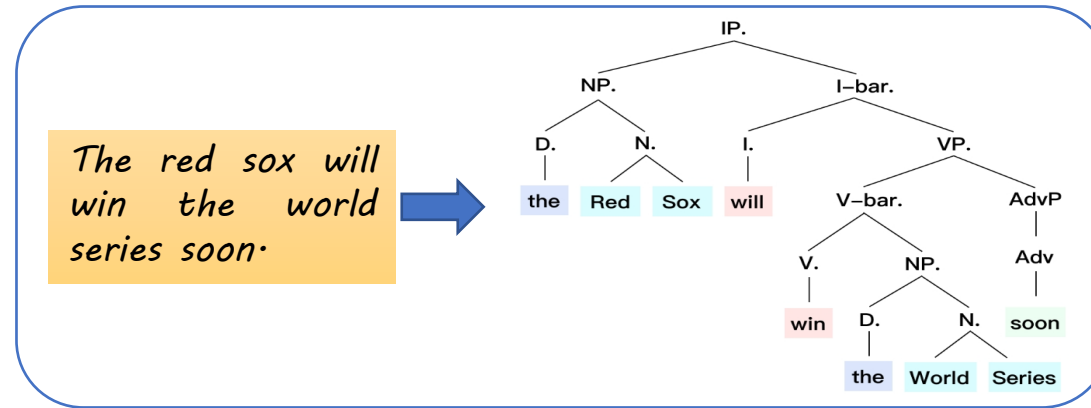 The red sox will
win the world
series soon.
IP.
NP. I-bar.
D. N. I. VP.
the Red Sox will V-bar. AdvP
V. NP. Adv
win D. N. soon
the World Series